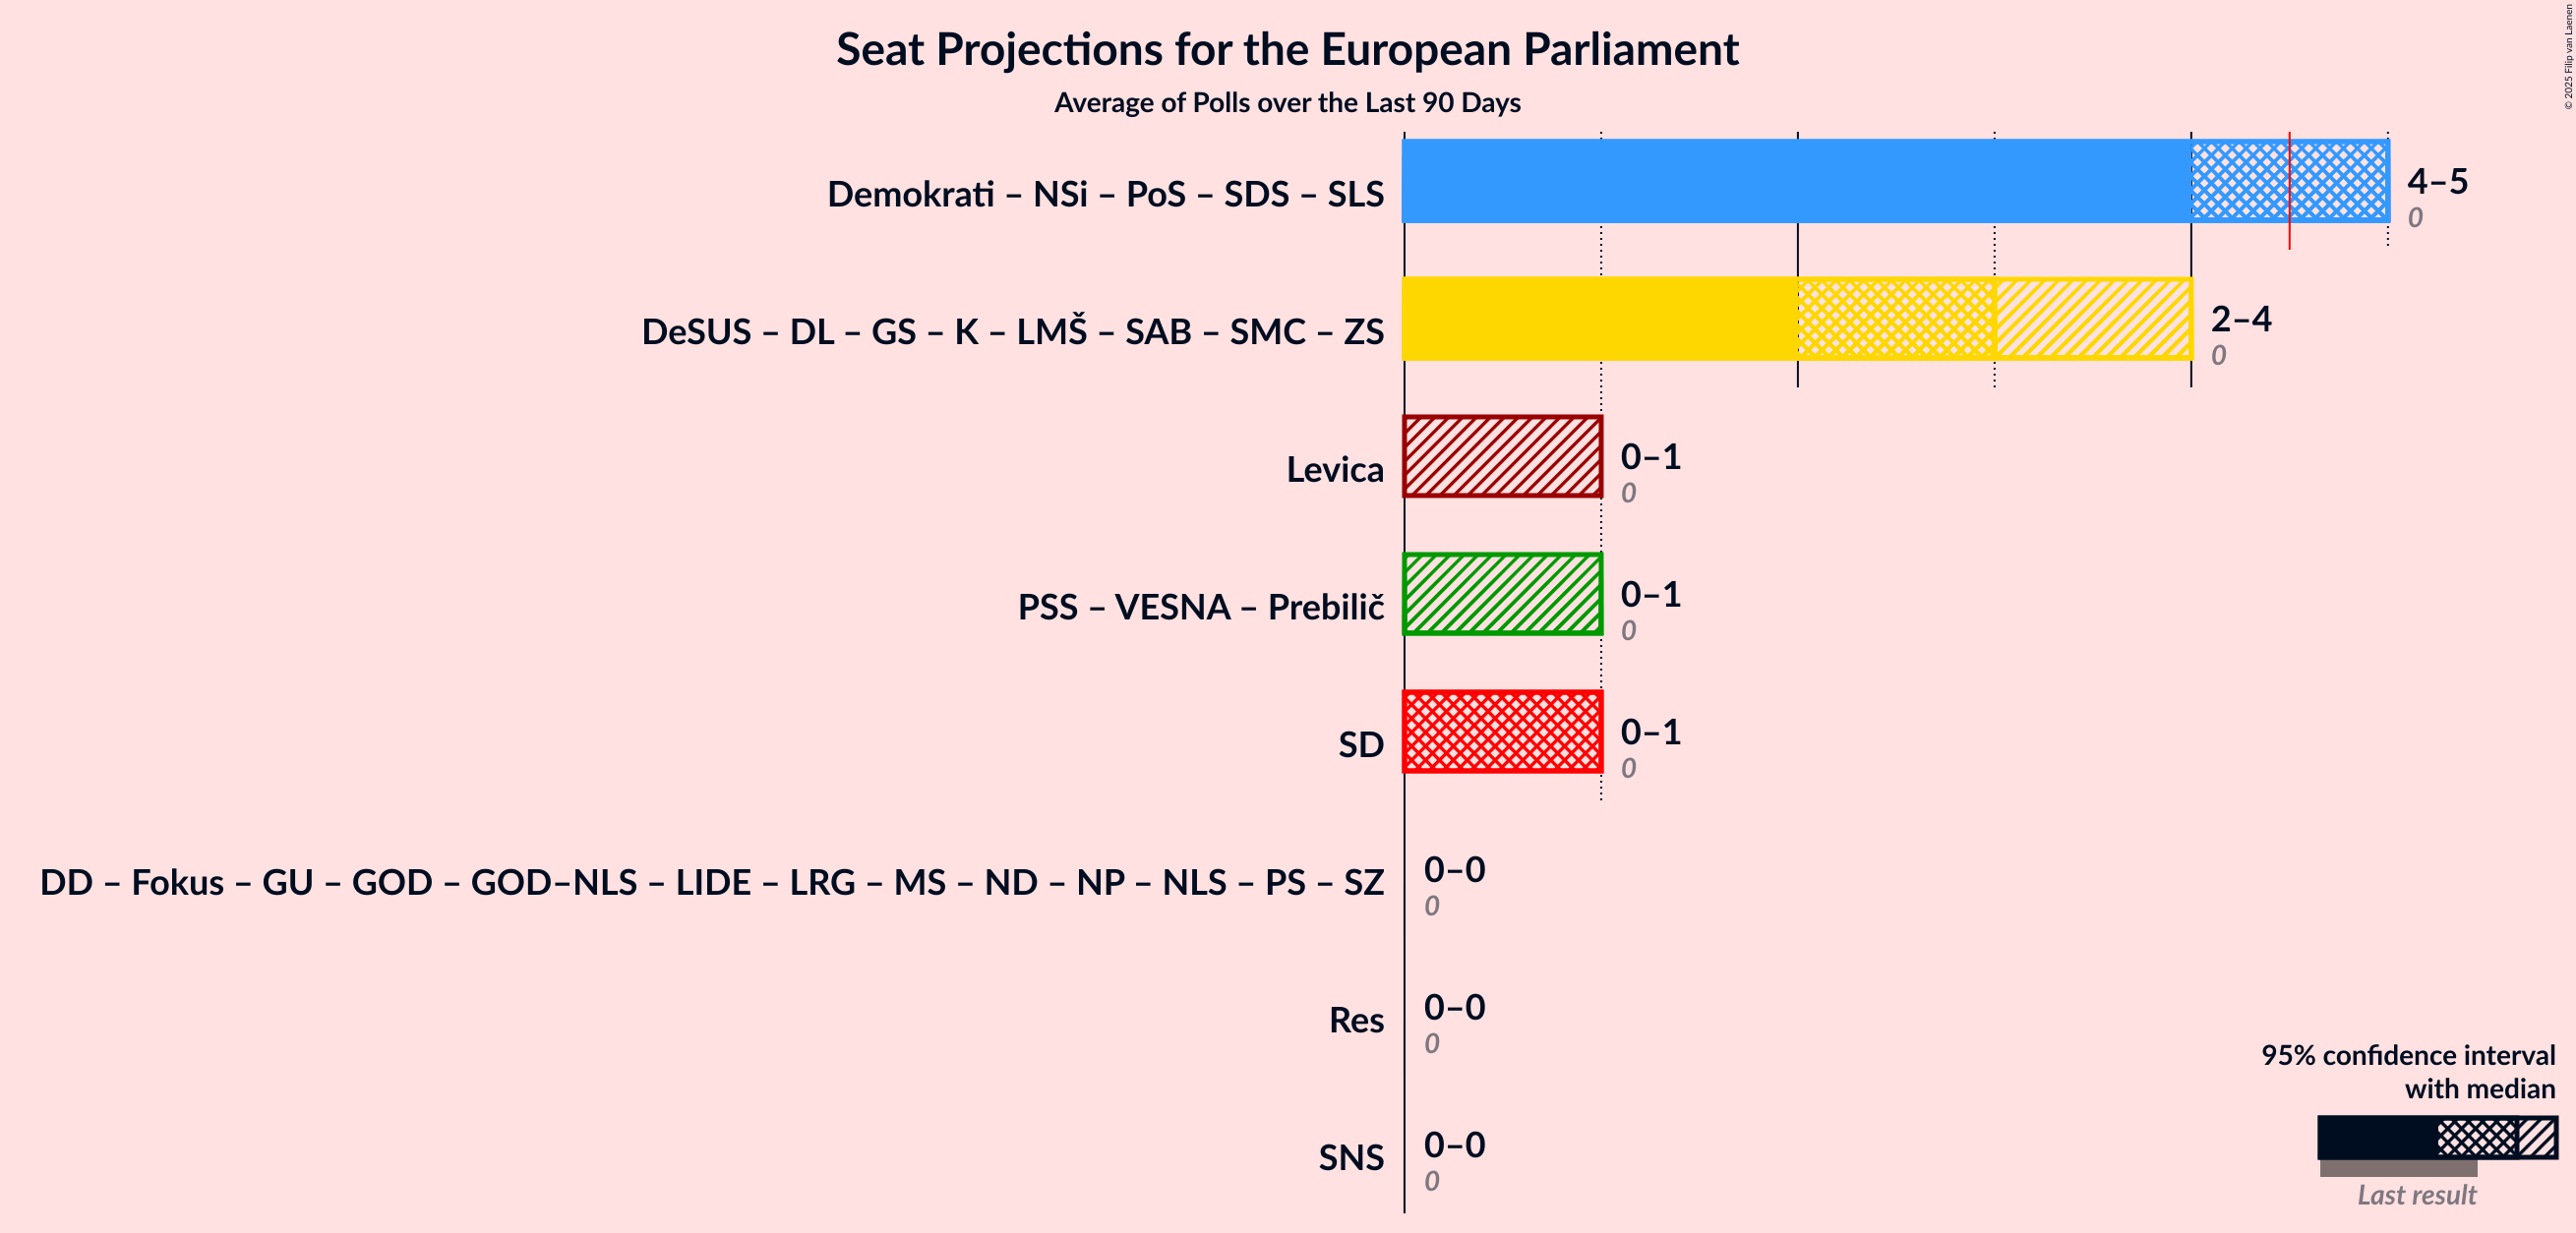 Seat Projections for the European Parliament
Average of Polls over the Last 90 Days
© 2025 Filip van Laenen
Demokrati – NSi – PoS – SDS – SLS
4–5
0
DeSUS – DL – GS – K – LMŠ – SAB – SMC – ZS
2–4
0
Levica
0–1
0
PSS – VESNA – Prebilič
0–1
0
SD
0–1
0
DD – Fokus – GU – GOD – GOD–NLS – LIDE – LRG – MS – ND – NP – NLS – PS – SZ
0–0
0
Res
0–0
0
SNS
0–0
0
95% confidence interval
with median
Last result